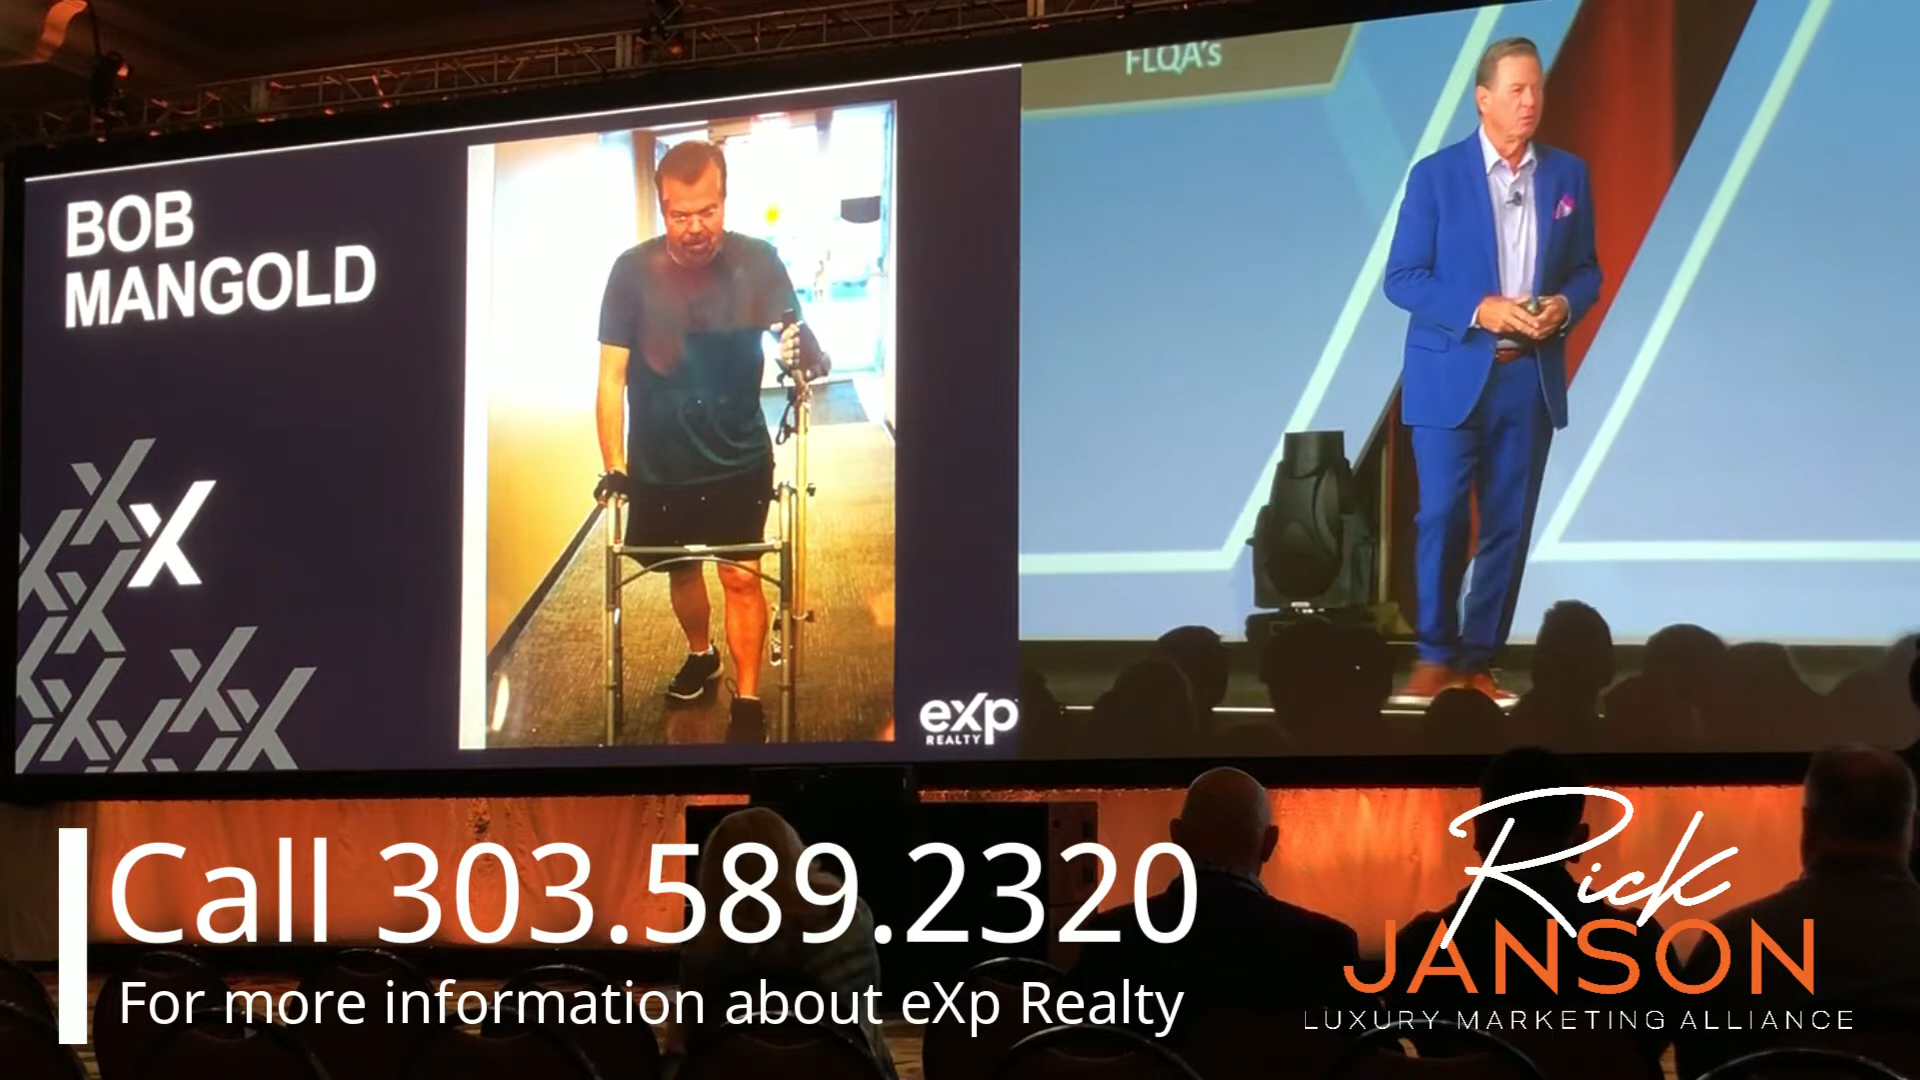 FLQA's
BOB
MANGOLD
eXp
REALTY
Call 303.589.2320
For more information about eXp Realty
Rick
JANSON
LUXURY MARKETING ALLIANCE